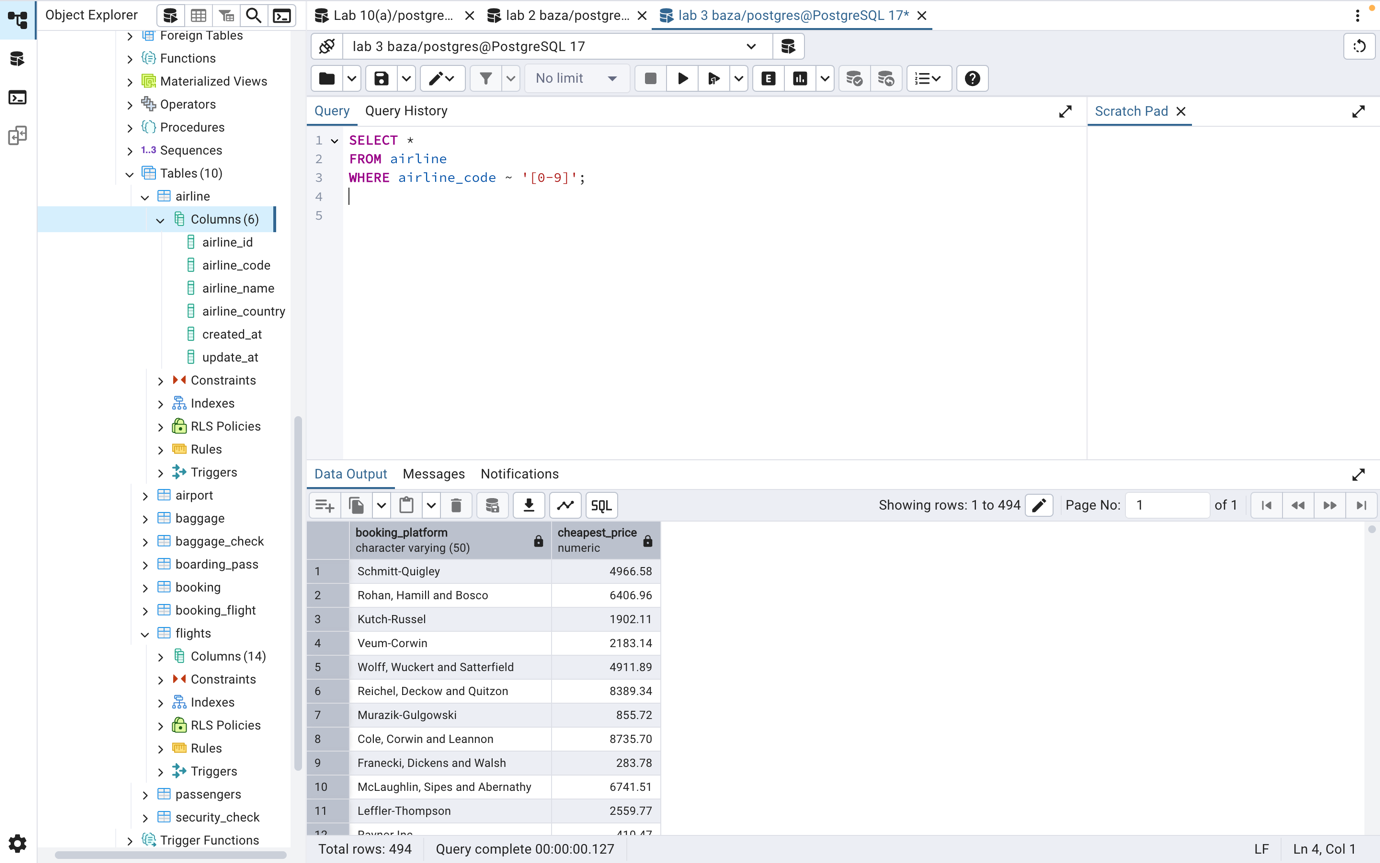 Object Explorer
Foreign Tables
Functions
Materialized Views
Operators
Procedures
1..3 Sequences
Tables (10)
airline
Columns (6)
airline_id
airline_code
airline_name
airline_country
created_at
update_at
Constraints
Indexes
RLS Policies
Rules
Triggers
airport
baggage
baggage_check
boarding_pass
booking
booking_flight
flights
Columns (14)
Constraints
Indexes
RLS Policies
Rules
Triggers
passengers
security_check
Trigger Functions
Lab 10(a)/postgre... lab 2 baza/postgre... lab 3 baza/postgres@PostgreSQL 17*
lab 3 baza/postgres@PostgreSQL 17
No limit E
Query Query History
1 SELECT *
2 FROM airline
3 WHERE airline_code ~ '[0-9]';
4
5
Scratch Pad
Data Output Messages Notifications
SQL Showing rows: 1 to 494 Page No: 1 of 1
booking_platform cheapest_price
character varying (50) numeric
1 Schmitt-Quigley 4966.58
2 Rohan, Hamill and Bosco 6406.96
3 Kutch-Russel 1902.11
4 Veum-Corwin 2183.14
5 Wolff, Wuckert and Satterfield 4911.89
6 Reichel, Deckow and Quitzon 8389.34
7 Murazik-Gulgowski 855.72
8 Cole, Corwin and Leannon 8735.70
9 Franecki, Dickens and Walsh 283.78
10 McLaughlin, Sipes and Abernathy 6741.51
11 Leffler-Thompson 2559.77
12 Raynor Inc 410.47
Total rows: 494 Query complete 00:00:00.127 LF Ln 4, Col 1